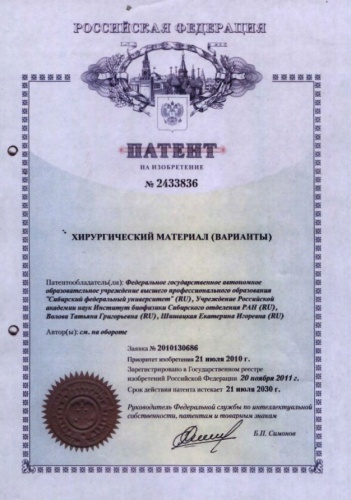 РОССИЙСКАЯ ФЕДЕРАЦИЯ
ПАТЕНТ
НА ИЗОБРЕТЕНИЕ
№ 2433836
ХИРУРГИЧЕСКИЙ МАТЕРИАЛ (ВАРИАНТЫ)
Патентообладатель(ли): Федеральное государственное автономное
образовательное учреждение высшего профессионального образования
"Сибирский федеральный университет" (RU), Учреждение Российской
академии наук Институт биофизики Сибирского отделения РАН (RU),
Татьяна Григорьевна (RU), Шишацкая Екатерина Игоревна (RU)
Автор(ы): см. на обороте
Заявка № 2010130686
Приоритет изобретения 21 июля 2010 г.
Зарегистрировано в Государственном реестре
изобретений Российской Федерации 20 ноября 2011 г.
Срок действия патента истекает 21 июля 2030 г.
Руководитель Федеральной службы по интеллектуальной
собственности, патентам и товарным знакам
Б.П. Симонов